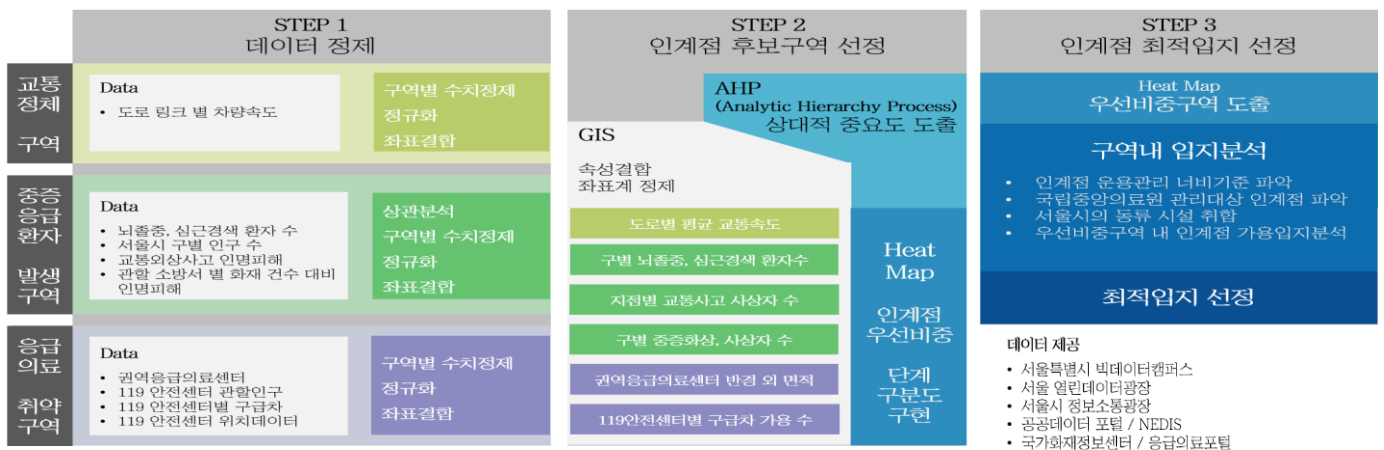 STEP 1
데이터 정제
교통
정체
구역
Data
• 도로 링크 별 차량속도
구역별 수치정제
정규화
좌표결합
중증
응급
환자
발생
구역
Data
• 뇌졸중, 심근경색 환자 수
• 서울시 구별 인구 수
• 교통외상사고 인명피해
• 관할 소방서 별 화재 건수 대비
인명피해
상관분석
구역별 수치정제
정규화
좌표결합
응급
의료
취약
구역
Data
• 권역응급의료센터
• 119 안전센터 관할인구
• 119 안전센터별 구급차
• 119 안전센터 위치데이터
구역별 수치정제
정규화
좌표결합
STEP 2
인계점 후보구역 선정
AHP
(Analytic Hierarchy Process)
상대적 중요도 도출
GIS
속성결합
좌표계 정제
도로별 평균 교통속도
구별 뇌졸중, 심근경색 환자수
지점별 교통사고 사상자 수
구별 중증화상, 사상자 수
권역응급의료센터 반경 외 면적
119안전센터별 구급차 가용 수
Heat
Map
인계점
우선비중
단계
구분도
구현
STEP 3
인계점 최적입지 선정
Heat Map
우선비중구역 도출
구역내 입지분석
• 인계점 운용관리 너비기준 파악
• 국립중앙의료원 관리대상 인계점 파악
• 서울시의 동류 시설 취합
• 우선비중구역 내 인계점 가용입지분석
최적입지 선정
데이터 제공
• 서울특별시 빅데이터캠퍼스
• 서울 열린데이터광장
• 서울시 정보소통광장
• 공공데이터 포털 / NEDIS
• 국가화재정보센터 / 응급의료포털